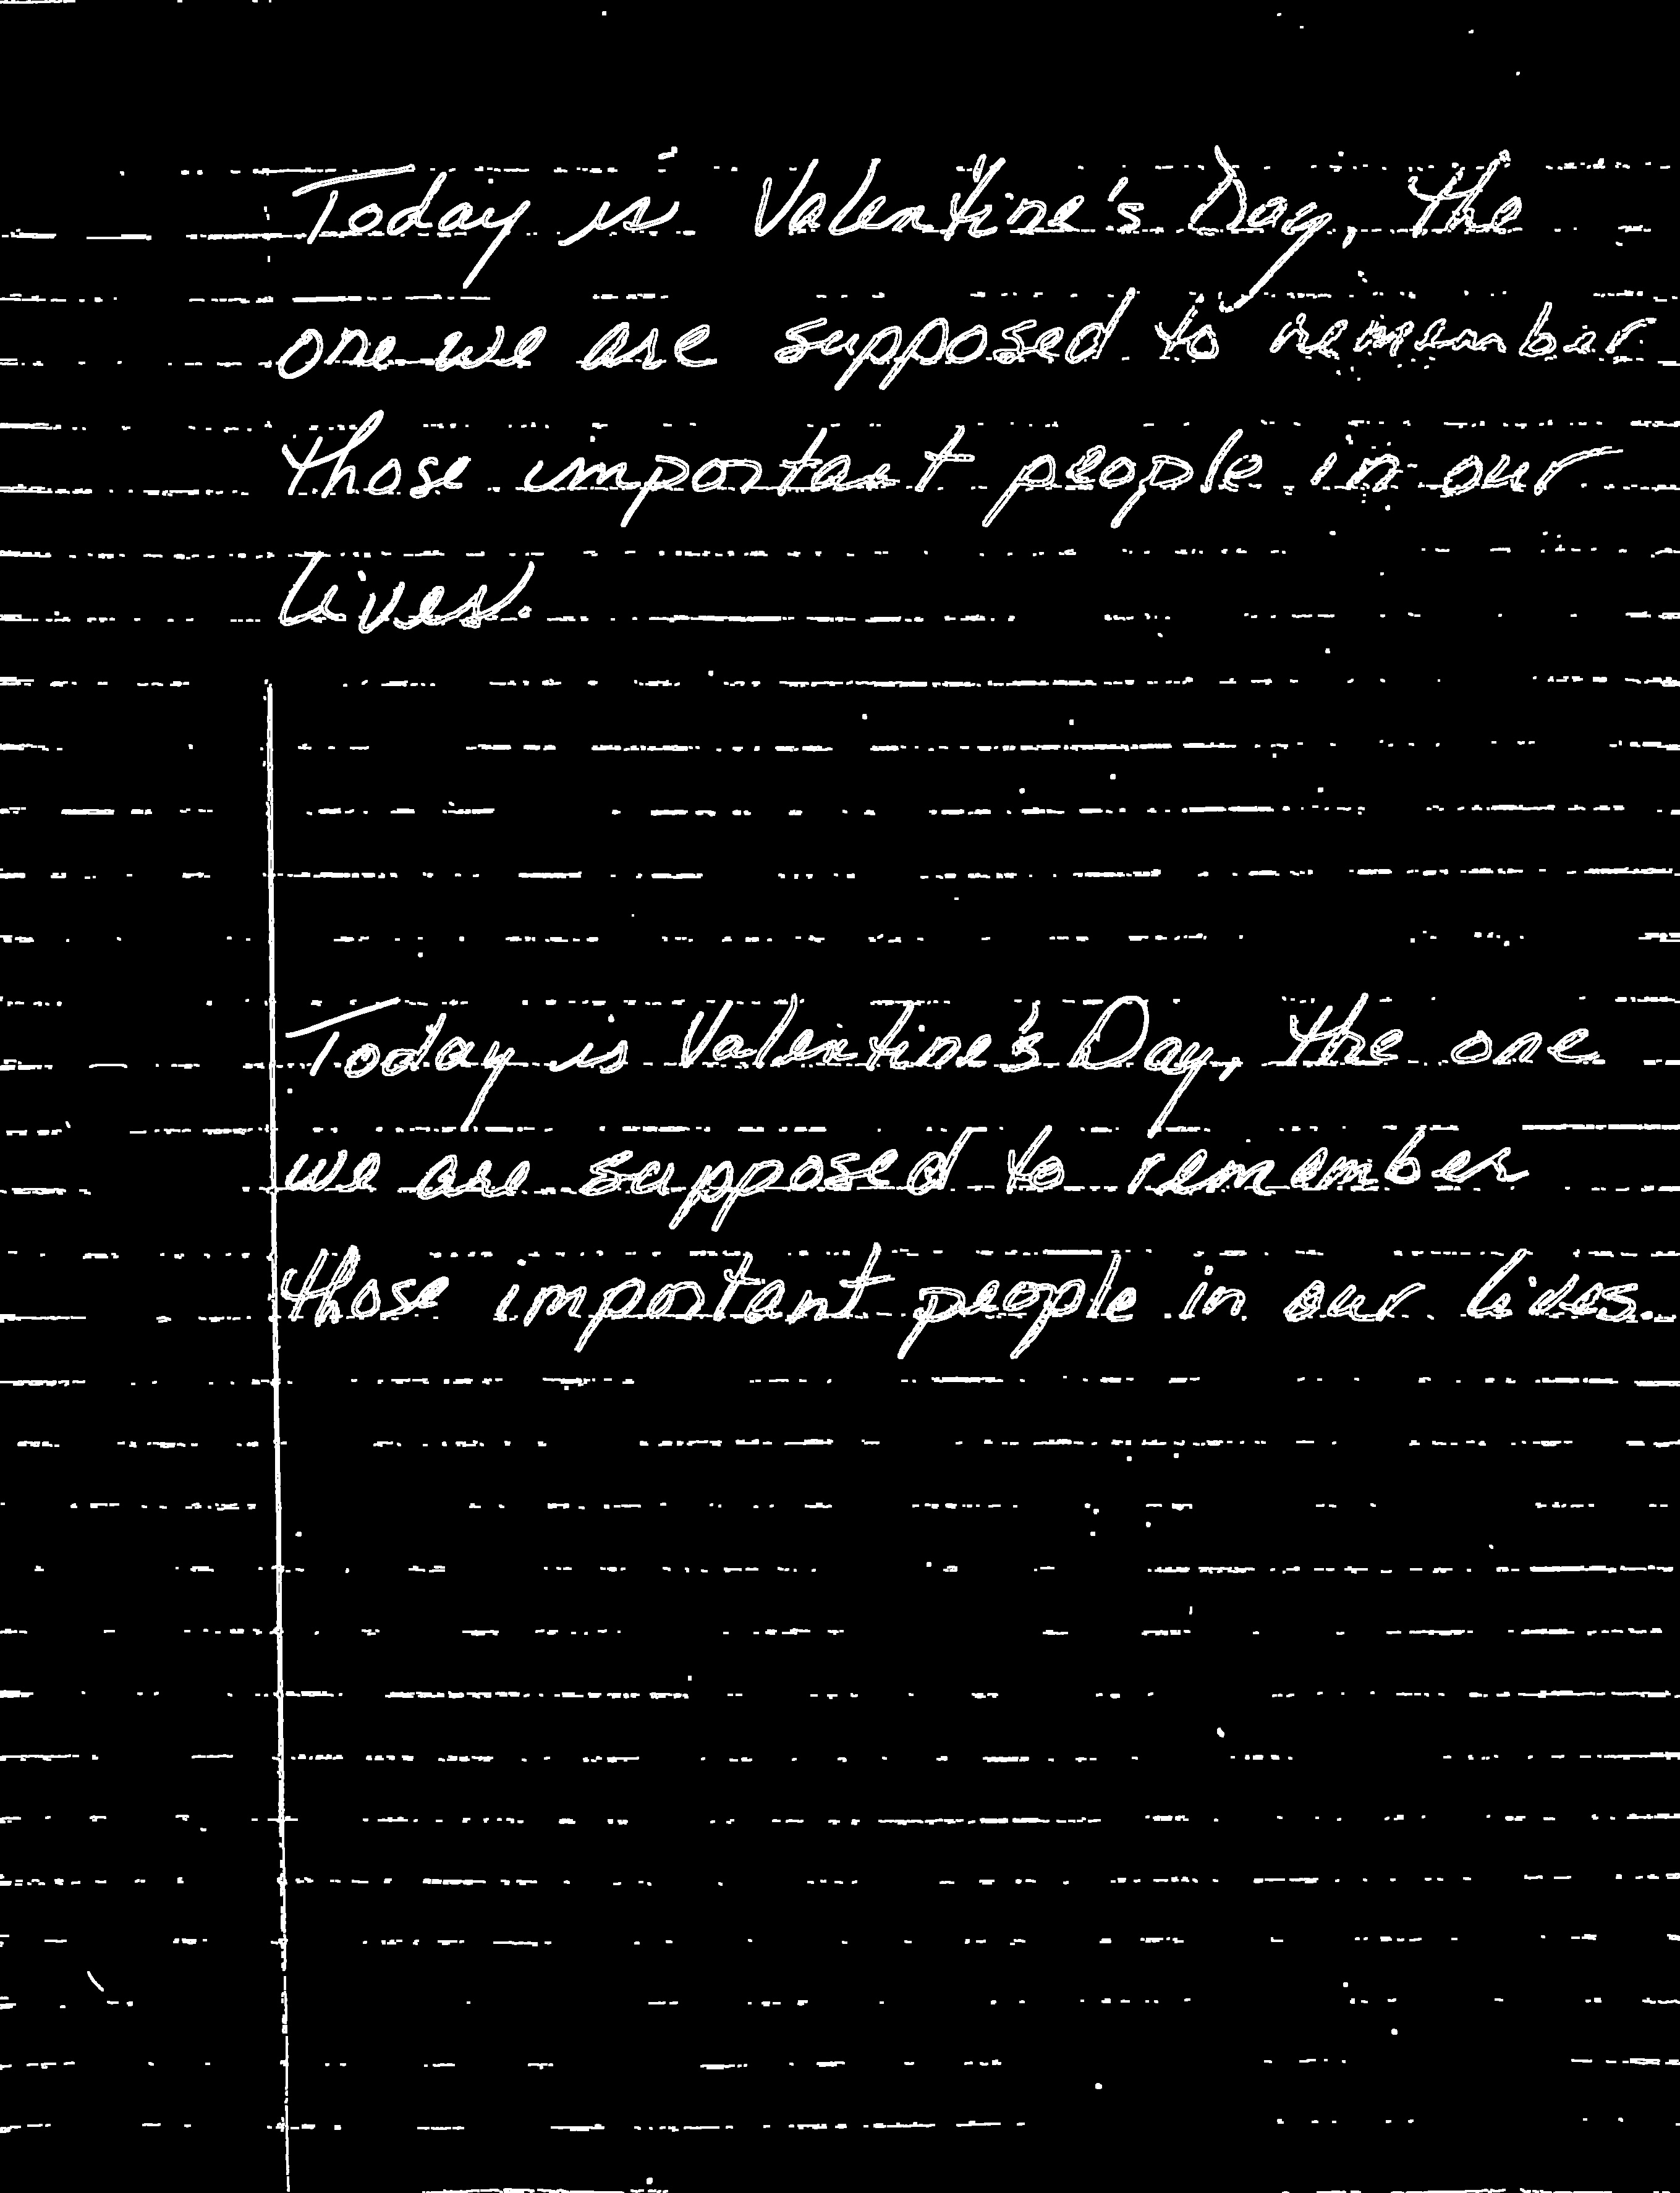 Today is Valentine's Day, the
one we are supposed to remember
those important people in our
lives.
Today is Valentine's Day, the one
we are supposed to remember
those important people in our lives.